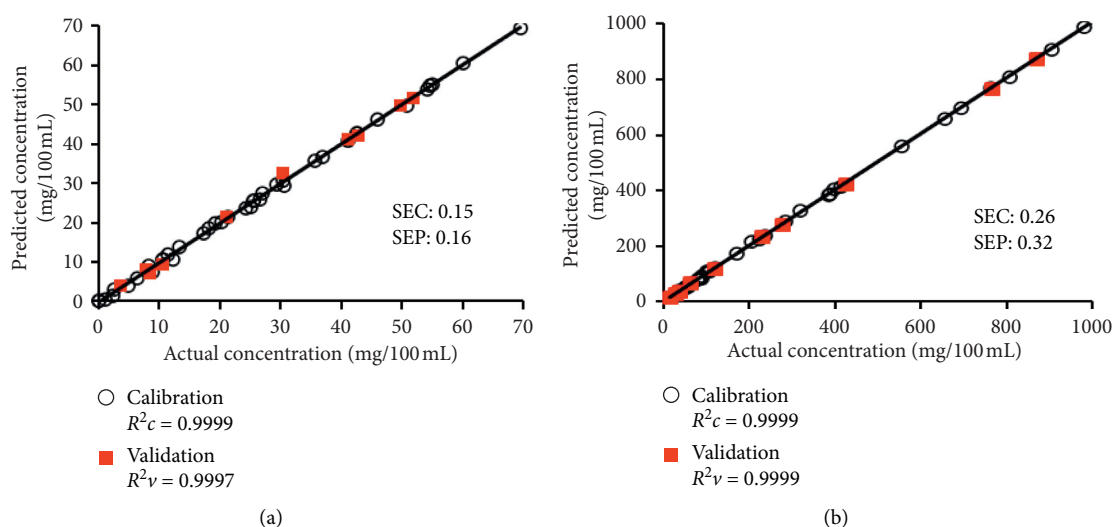 Predicted concentration
(mg/100 mL)
70
60
50
40
30
20
10
0
SEC: 0.15
SEP: 0.16
0 10 20 30 40 50 60 70
Actual concentration (mg/100 mL)
Calibration
R²c = 0.9999
Validation
R²v = 0.9997
(a)
Predicted concentration
(mg/100 mL)
1000
800
600
400
200
0
SEC: 0.26
SEP: 0.32
0 200 400 600 800 1000
Actual concentration (mg/100 mL)
Calibration
R²c = 0.9999
Validation
R²v = 0.9999
(b)